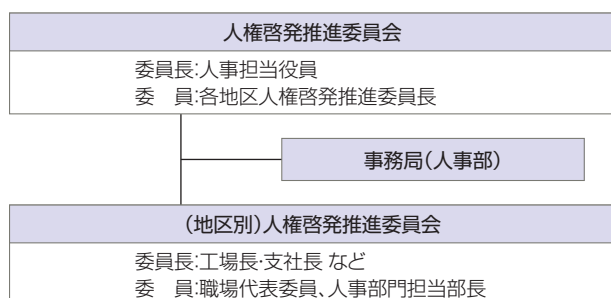 人権啓発推進委員会
委員長:人事担当役員
委　員:各地区人権啓発推進委員長
事務局(人事部)
(地区別)人権啓発推進委員会
委員長:工場長・支社長 など
委　員:職場代表委員、人事部門担当部長